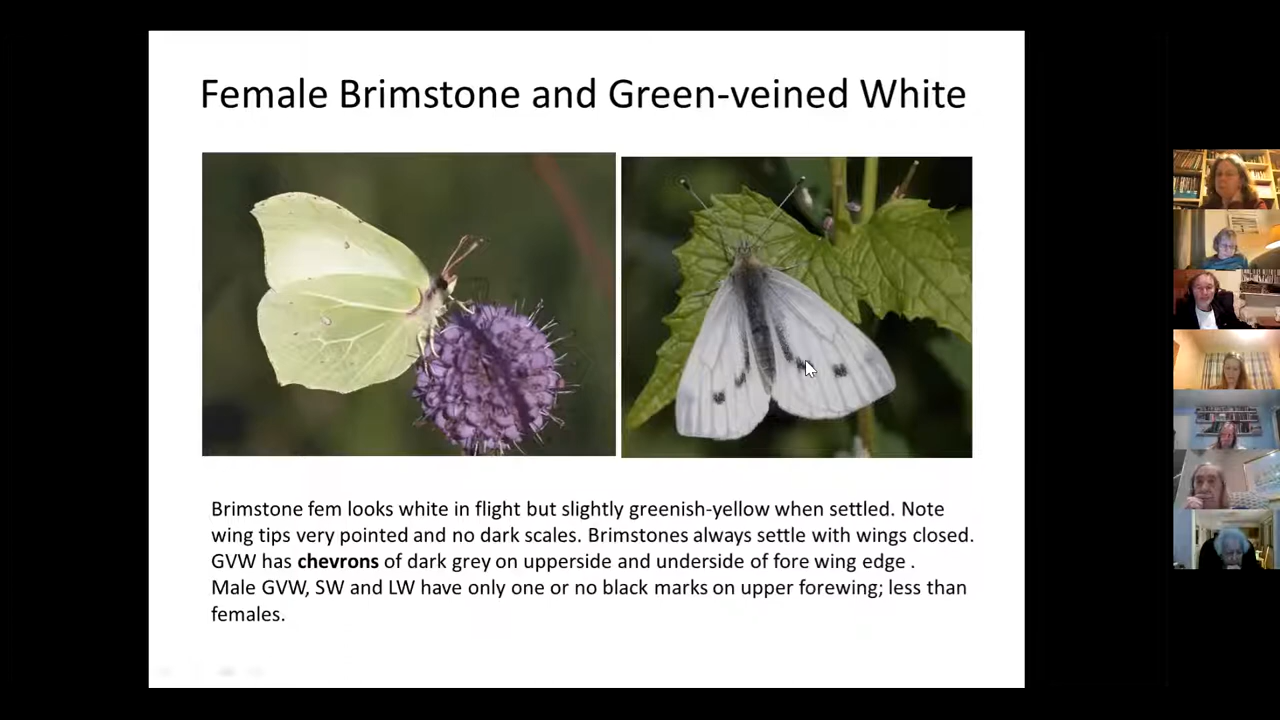 Female Brimstone and Green-veined White
Brimstone fem looks white in flight but slightly greenish-yellow when settled. Note
wing tips very pointed and no dark scales. Brimstones always settle with wings closed.
GVW has chevrons of dark grey on upperside and underside of fore wing edge .
Male GVW, SW and LW have only one or no black marks on upper forewing; less than
females.